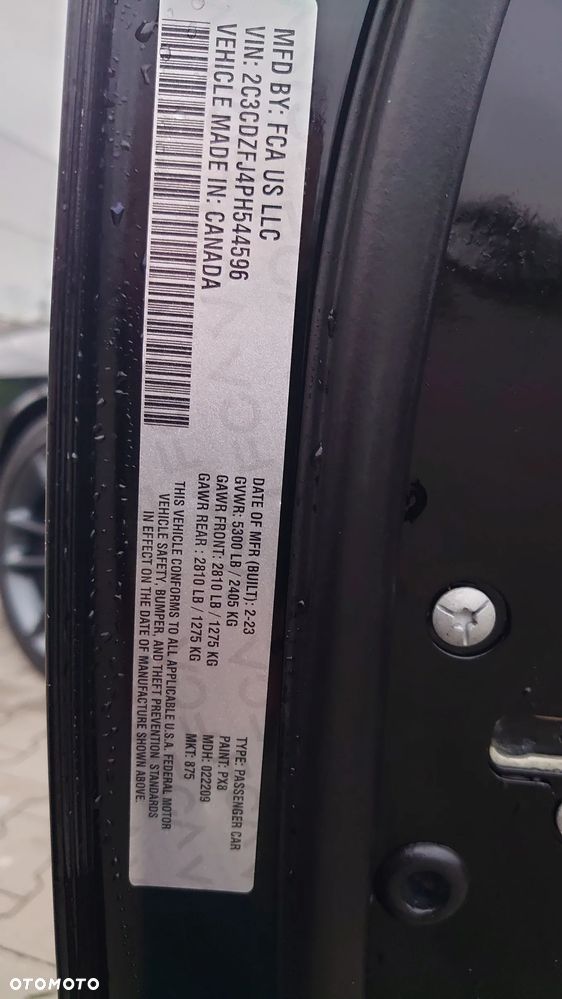 MFD BY: FCA US LLC
VIN: 2C3CDZFJ4PH544596
VEHICLE MADE IN: CANADA
DATE OF MFR (BUILT): 2-23
GVWR: 5300 LB / 2405 KG
GAWR FRONT: 2810 LB / 1275 KG
GAWR REAR : 2810 LB / 1275 KG
THIS VEHICLE CONFORMS TO ALL APPLICABLE U.S.A. FEDERAL MOTOR
VEHICLE SAFETY, BUMPER, AND THEFT PREVENTION STANDARDS
IN EFFECT ON THE DATE OF MANUFACTURE SHOWN ABOVE.
TYPE: PASSENGER CAR
PAINT: PX8
MDH: 022209
MKT: 875
OTOMOTO